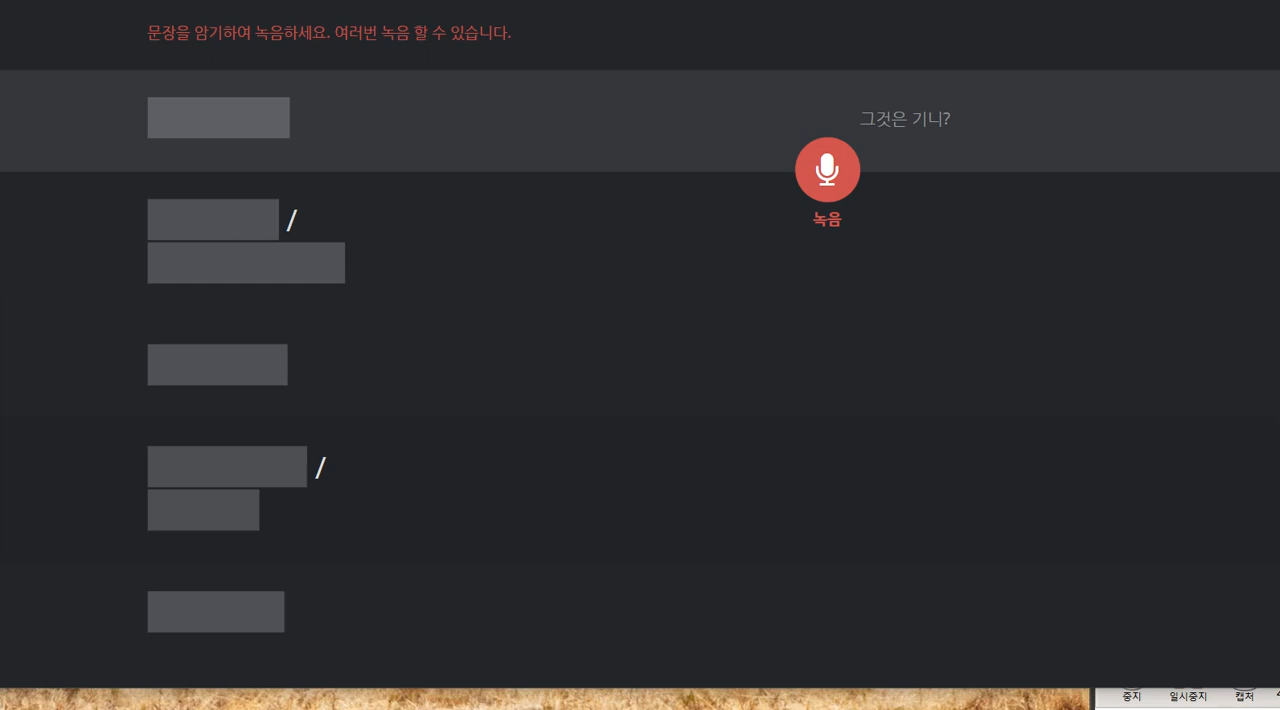 문장을 암기하여 녹음하세요. 여러번 녹음 할 수 있습니다.
그것은 기니?
녹음
/
/
중지 일시중지 캡처